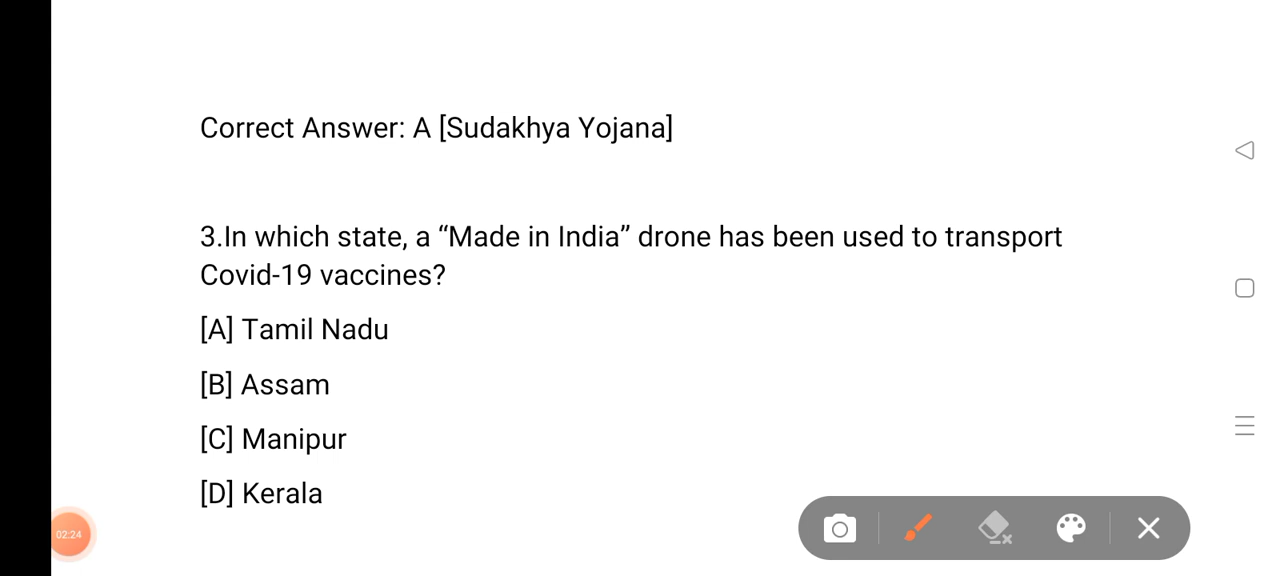 Correct Answer: A [Sudakhya Yojana]
3.In which state, a “Made in India” drone has been used to transport
Covid-19 vaccines?
[A] Tamil Nadu
[B] Assam
[C] Manipur
[D] Kerala
02:24